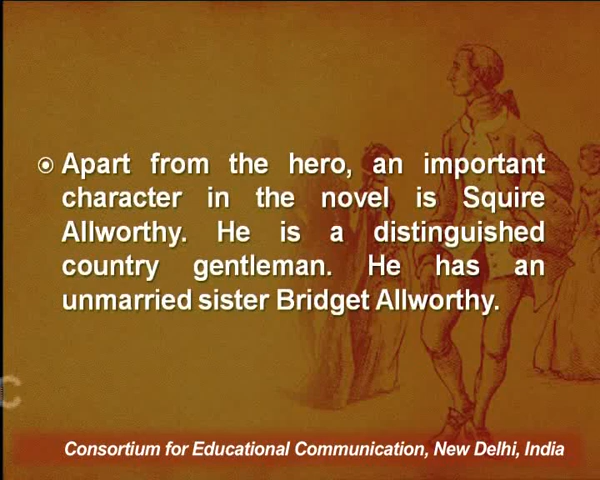 Apart from the hero, an important
character in the novel is Squire
Allworthy. He is a distinguished
country gentleman. He has an
unmarried sister Bridget Allworthy.
C
Consortium for Educational Communication, New Delhi, India